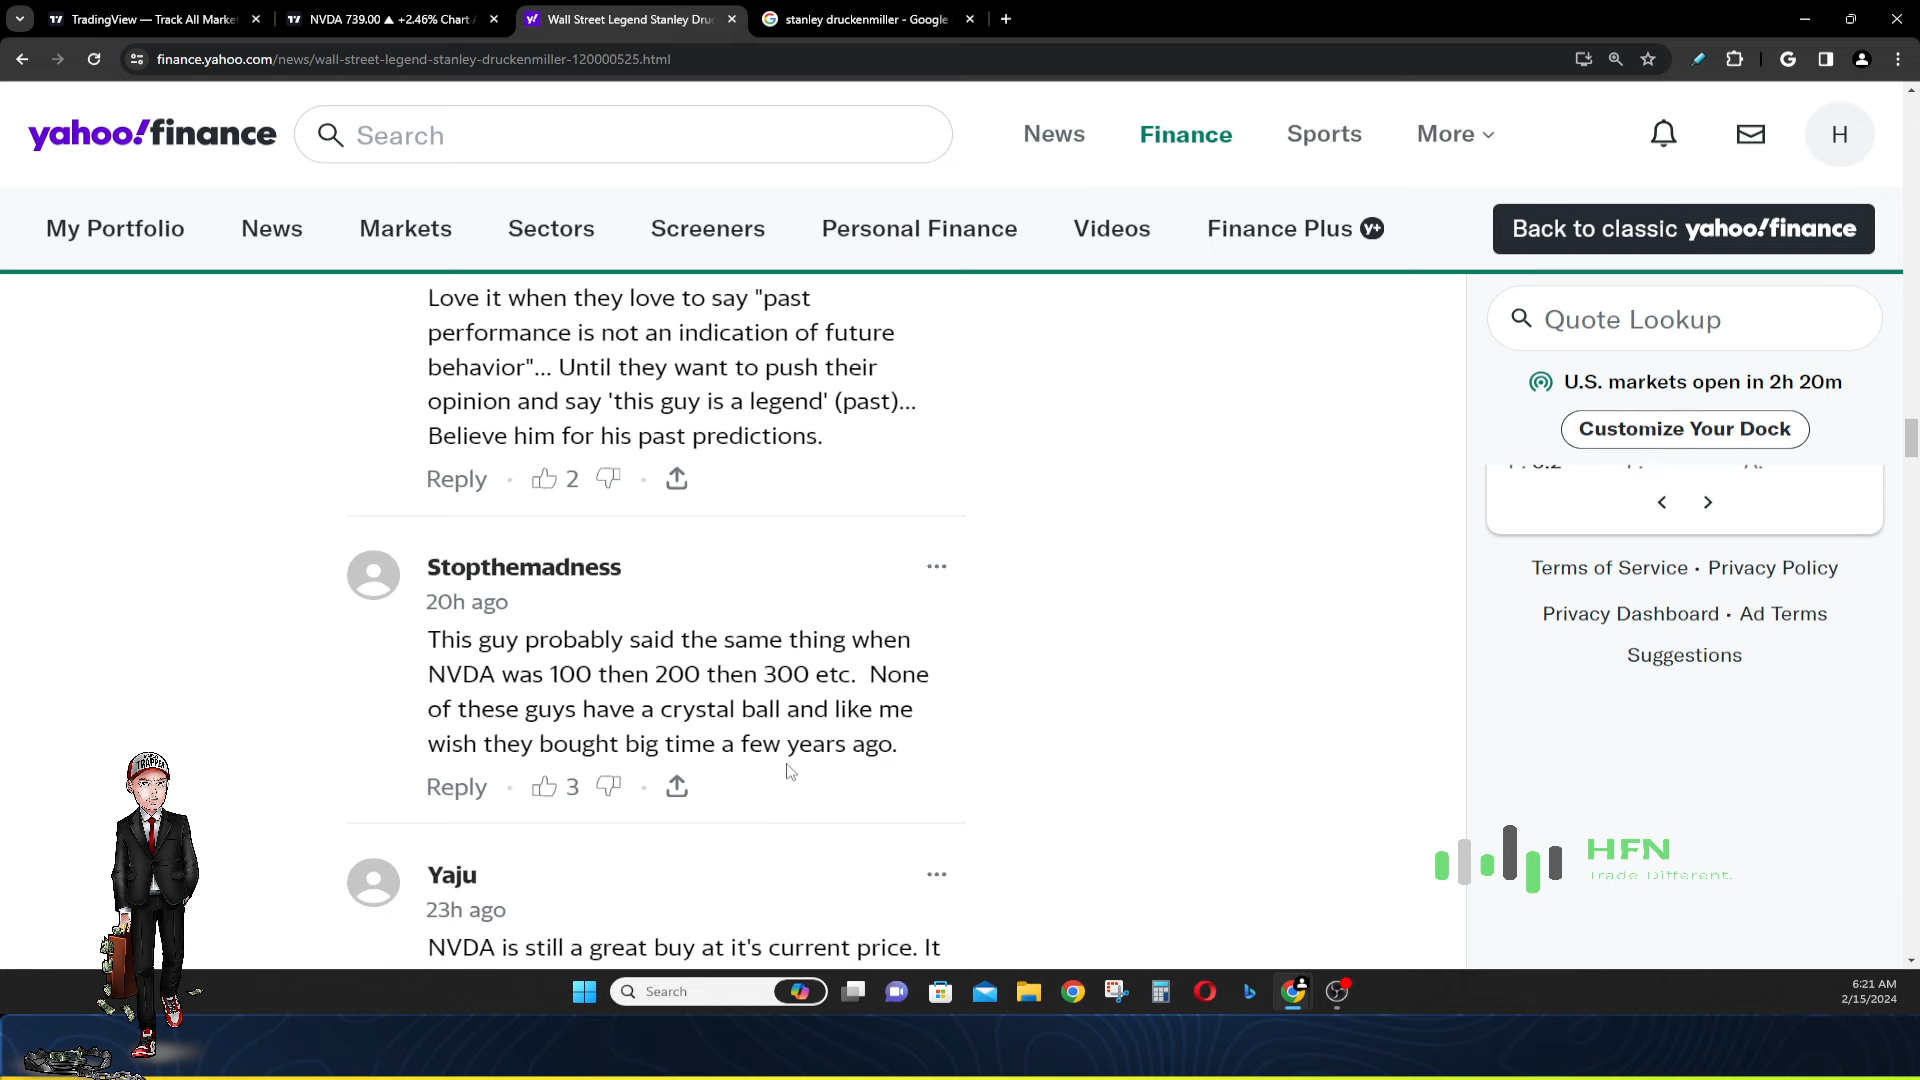 TradingView — Track All Market
NVDA 739.00 ▲ +2.46% Chart
Wall Street Legend Stanley Dru
stanley druckenmiller - Google
finance.yahoo.com/news/wall-street-legend-stanley-druckenmiller-120000525.html
yahoo!finance
Search
News
Finance
Sports
More
H
My Portfolio
News
Markets
Sectors
Screeners
Personal Finance
Videos
Finance Plus y+
Back to classic yahoo!finance
Love it when they love to say "past
performance is not an indication of future
behavior"... Until they want to push their
opinion and say 'this guy is a legend' (past)...
Believe him for his past predictions.
Reply · 2 ·
Stopthemadness
20h ago
This guy probably said the same thing when
NVDA was 100 then 200 then 300 etc. None
of these guys have a crystal ball and like me
wish they bought big time a few years ago.
Reply · 3 ·
Yaju
23h ago
NVDA is still a great buy at it's current price. It
Quote Lookup
U.S. markets open in 2h 20m
Customize Your Dock
Terms of Service · Privacy Policy
Privacy Dashboard · Ad Terms
Suggestions
TRAPPER
HFN
Trade Different.
Search
6:21 AM
2/15/2024